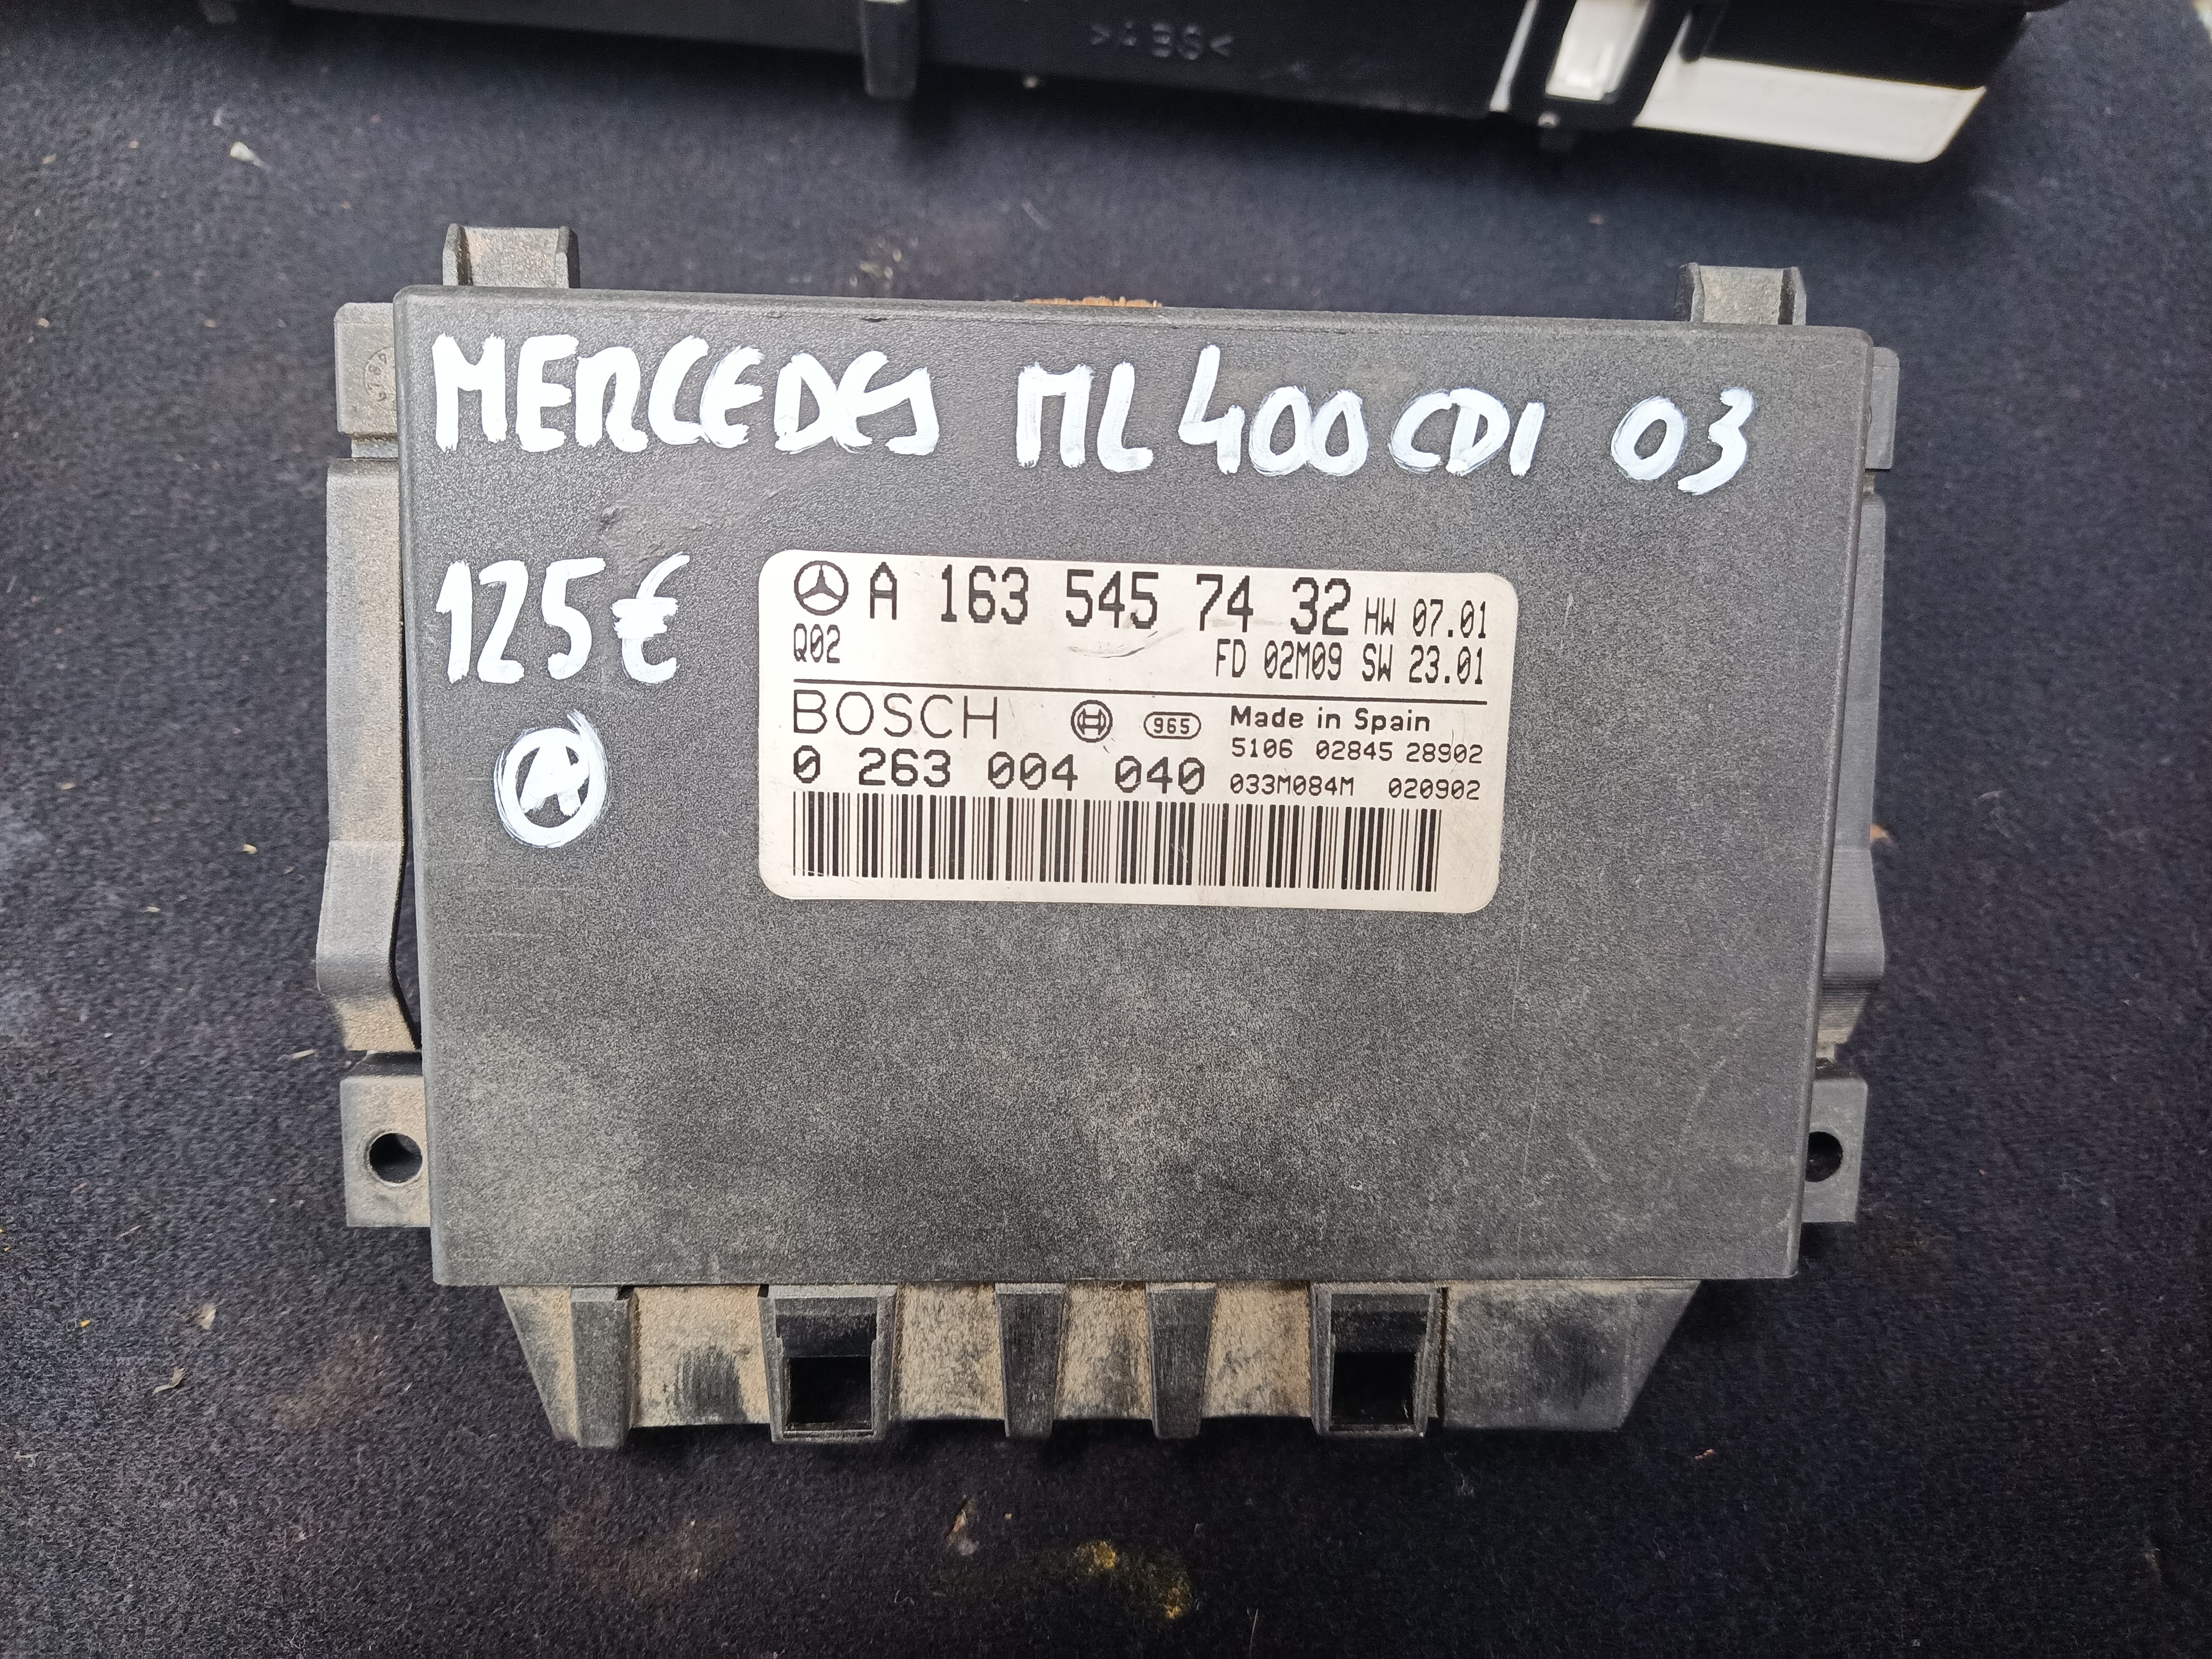 >ABS<
MERCEDES ML 400 CDI 03
125€
A
A 163 545 74 32 HW 07.01
Q02 FD 02M09 SW 23.01
BOSCH 965 Made in Spain
5106 02845 28902
0 263 004 040 033M084M 020902